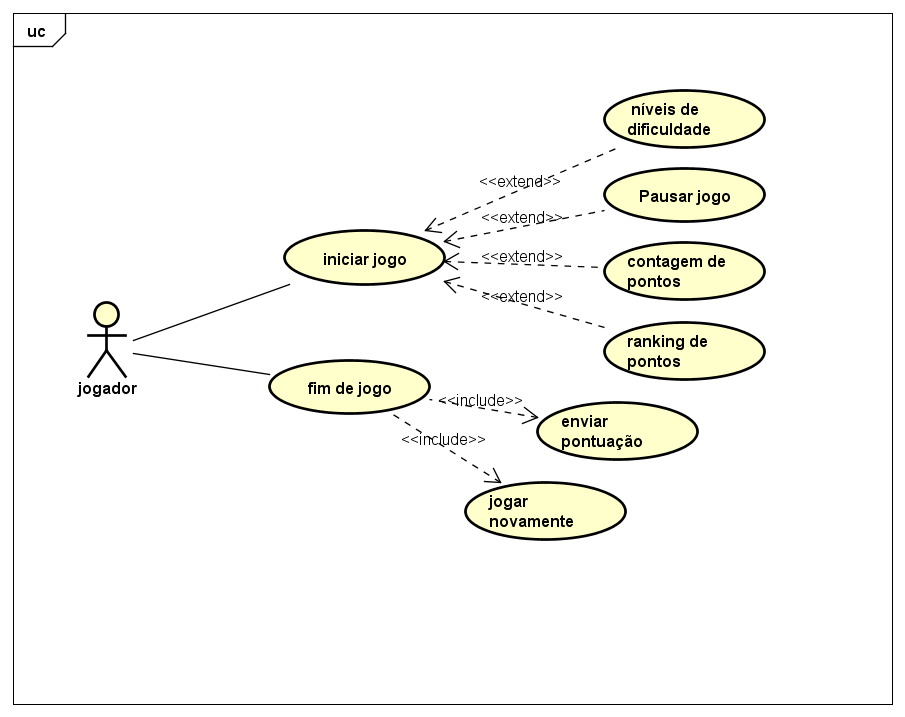 uc
níveis de
dificuldade
<<extend>>
Pausar jogo
<<extend>>
iniciar jogo
<<extend>>
contagem de
pontos
<<extend>>
ranking de
pontos
jogador
fim de jogo
<<include>>
enviar
pontuação
<<include>>
jogar
novamente